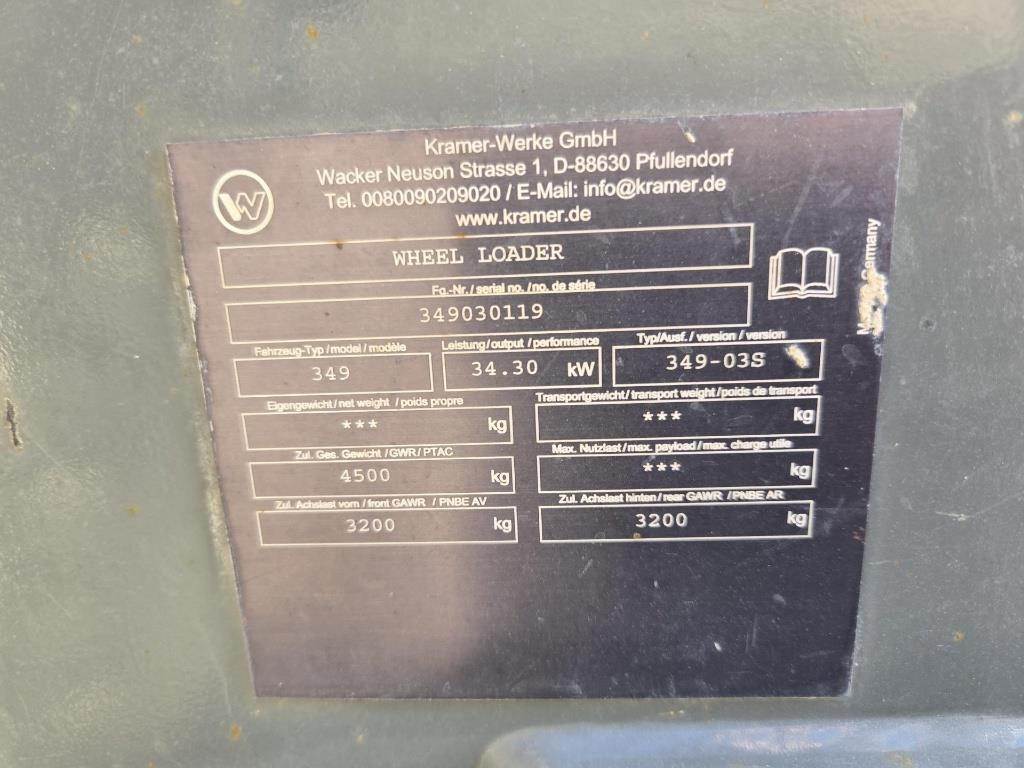 Kramer-Werke GmbH
Wacker Neuson Strasse 1, D-88630 Pfullendorf
Tel. 0080090209020 / E-Mail: info@kramer.de
www.kramer.de
W
WHEEL LOADER
Fg.-Nr. / serial no. / no. de série
349030119
Fahrzeug-Typ / model / modèle Leistung / output / performance Typ/Ausf. / version / version
349 34.30 kW 349-03S
Eigengewicht / net weight / poids propre Transportgewicht / transport weight / poids de transport
*** kg *** kg
Zul. Ges. Gewicht / GWR / PTAC Max. Nutzlast / max. payload / max. charge utile
4500 kg *** kg
Zul. Achslast vorn / front GAWR / PNBE AV Zul. Achslast hinten / rear GAWR / PNBE AR
3200 kg 3200 kg
Germany